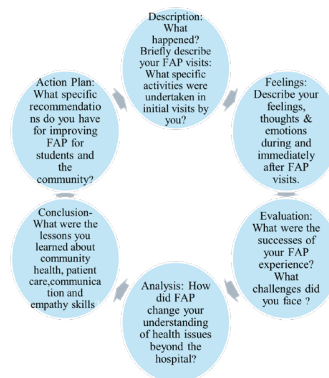 Description:
What
happened?
Briefly describe
your FAP visits:
What specific
activities were
undertaken in
initial visits by
you?
Feelings:
Describe your
feelings,
thoughts &
emotions
during and
immediately
after FAP
visits.
Evaluation:
What were the
successes of
your FAP
experience?
What
challenges did
you face ?
Analysis: How
did FAP
change your
understanding
of health issues
beyond the
hospital?
Conclusion-
What were the
lessons you
learned about
community
health, patient
care,communica
tion and
empathy skills
Action Plan:
What specific
recommendatio
ns do you have
for improving
FAP for
students and
the
community?